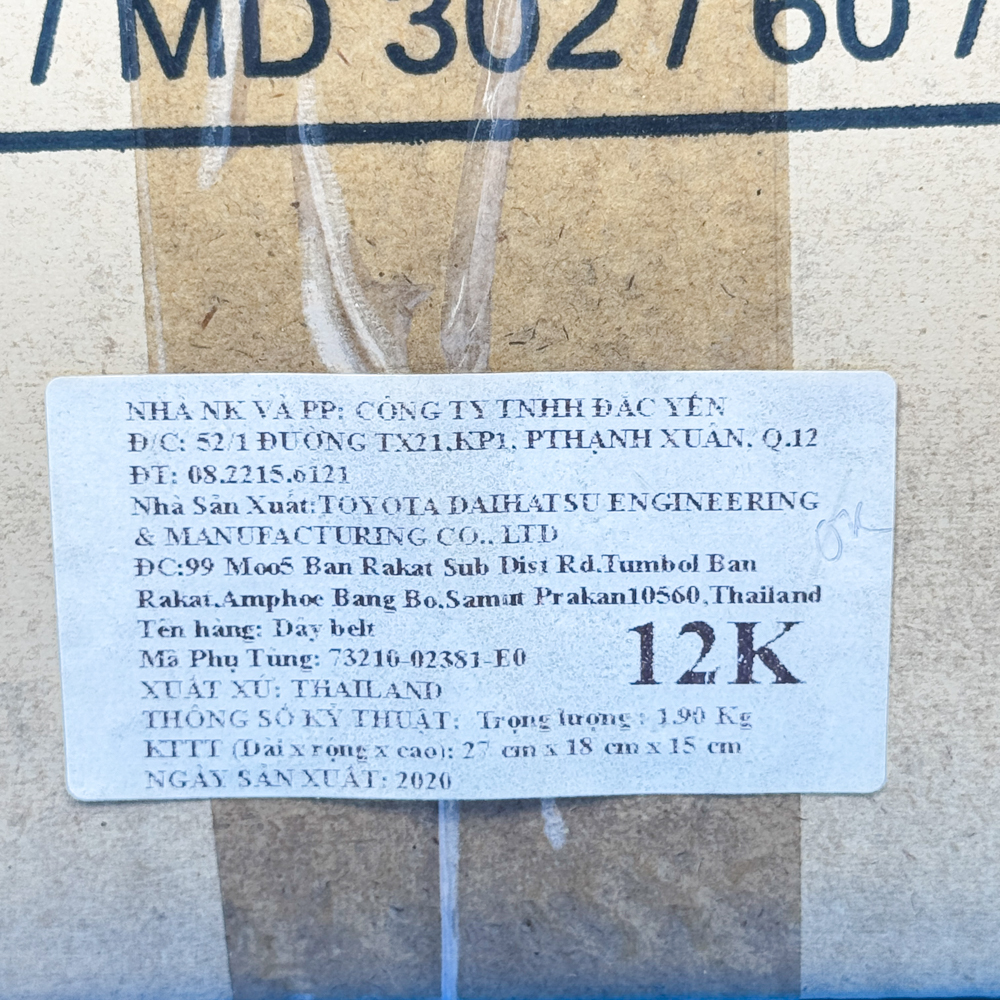 / MD 302 / 60 /
NHÀ NK VÀ PP: CÔNG TY TNHH ĐẮC YẾN
Đ/C: 52/1 ĐƯỜNG TX21,KP1, PTHẠNH XUÂN, Q.12
ĐT: 08.2215.6121
Nhà Sản Xuất:TOYOTA DAIHATSU ENGINEERING
& MANUFACTURING CO., LTD
ĐC:99 Moo5 Ban Rakat Sub Dist Rd.Tumbol Ban
Rakat,Amphoe Bang Bo,Samut Prakan10560,Thailand
Tên hàng: Dây belt
Mã Phụ Tùng: 73210-02381-E0
12K
XUẤT XỨ: THAILAND
THÔNG SỐ KỸ THUẬT: Trọng lượng : 1.90 Kg
KTTT (Dài x rộng x cao): 27 cm x 18 cm x 15 cm
NGÀY SẢN XUẤT: 2020
OK